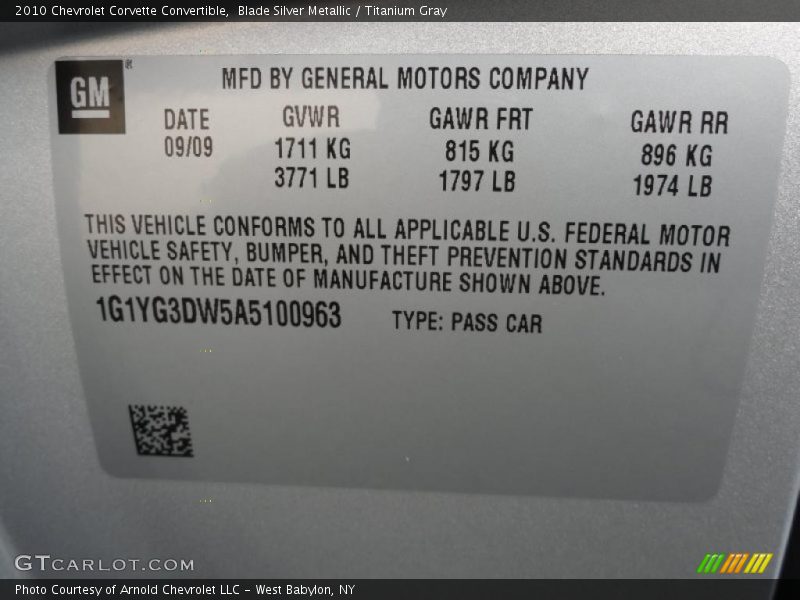 2010 Chevrolet Corvette Convertible,  Blade Silver Metallic / Titanium Gray
GM ®
MFD BY GENERAL MOTORS COMPANY
DATE GVWR GAWR FRT GAWR RR
09/09 1711 KG 815 KG 896 KG
3771 LB 1797 LB 1974 LB
THIS VEHICLE CONFORMS TO ALL APPLICABLE U.S. FEDERAL MOTOR
VEHICLE SAFETY, BUMPER, AND THEFT PREVENTION STANDARDS IN
EFFECT ON THE DATE OF MANUFACTURE SHOWN ABOVE.
1G1YG3DW5A5100963 TYPE: PASS CAR
GTCARLOT.COM
Photo Courtesy of Arnold Chevrolet LLC - West Babylon, NY